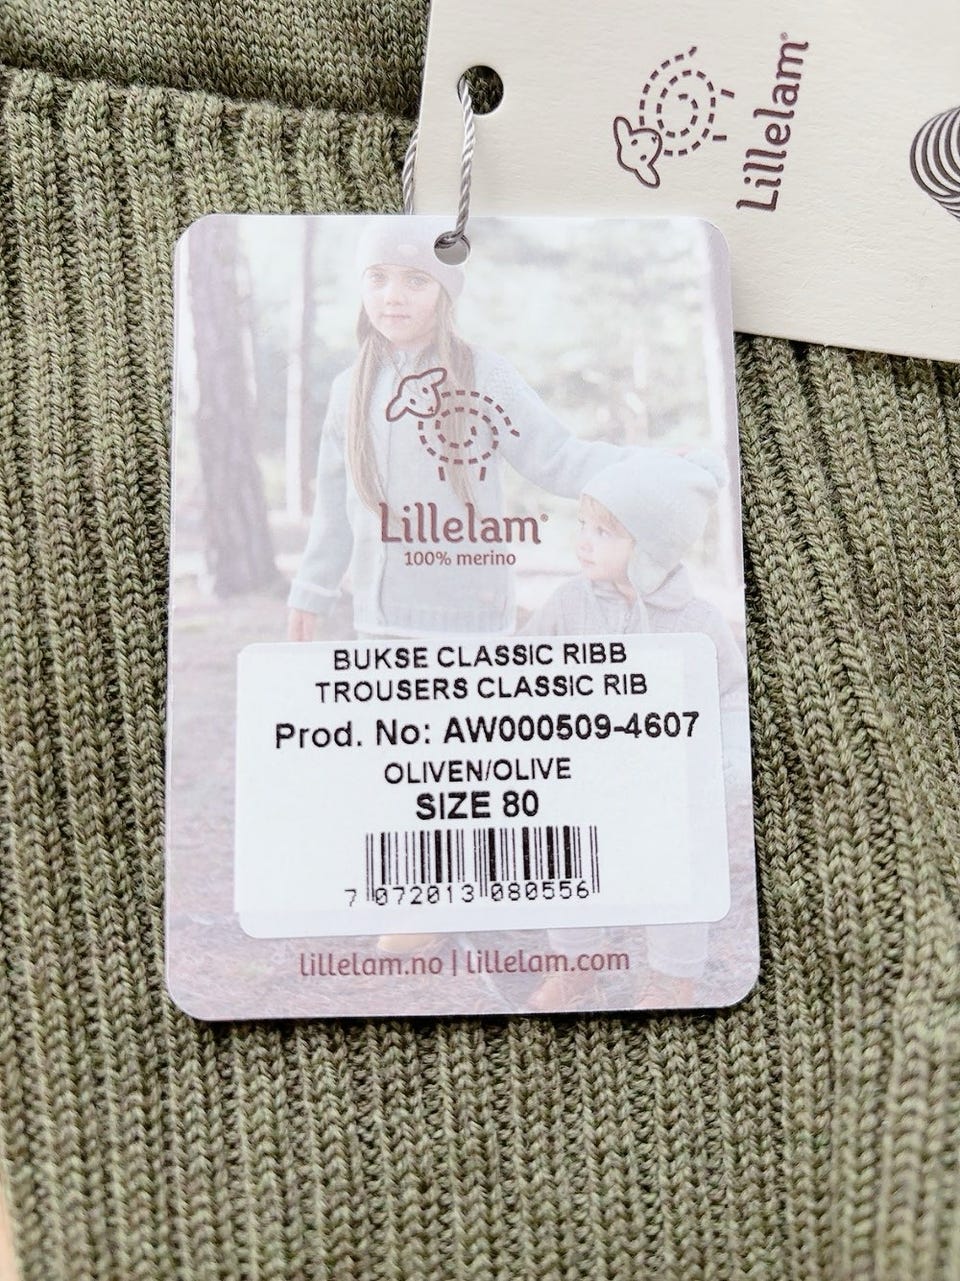 Lillelam®
Lillelam®
100% merino
BUKSE CLASSIC RIBB
TROUSERS CLASSIC RIB
Prod. No: AW000509-4607
OLIVEN/OLIVE
SIZE 80
7 072013 080556
lillelam.no | lillelam.com